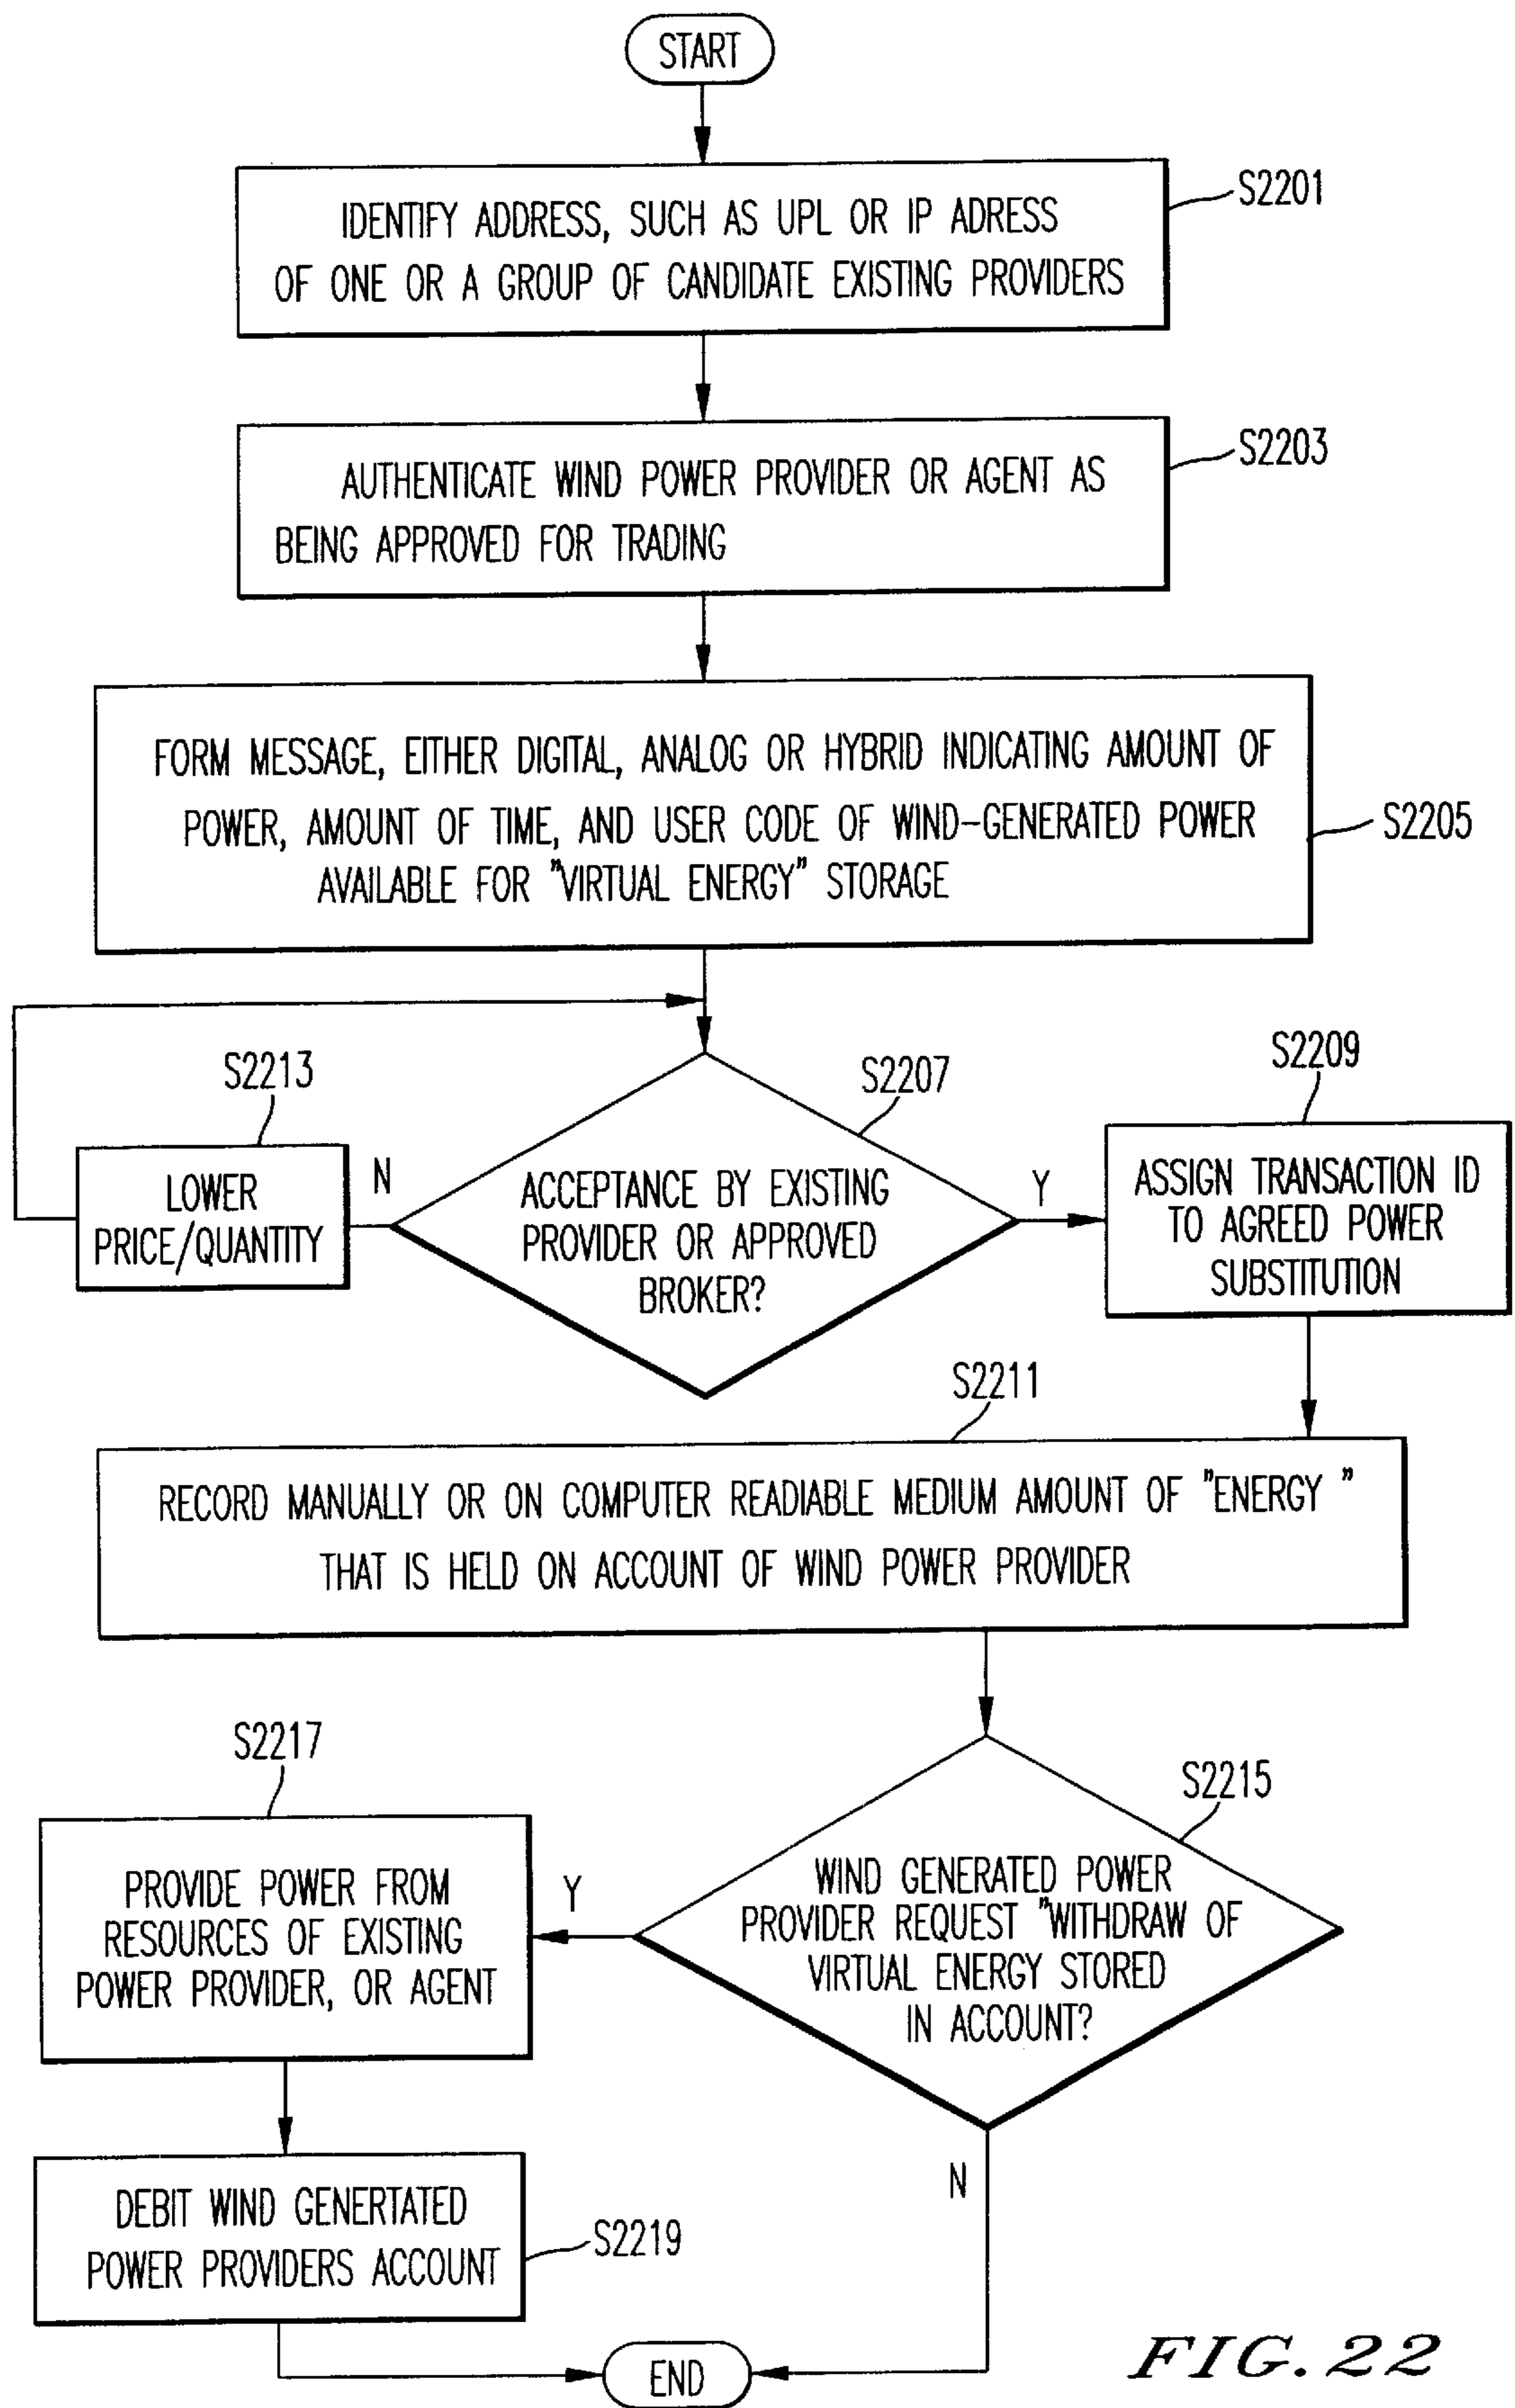 START
S2201
IDENTIFY ADDRESS, SUCH AS UPL OR IP ADRESS
OF ONE OR A GROUP OF CANDIDATE EXISTING PROVIDERS
S2203
AUTHENTICATE WIND POWER PROVIDER OR AGENT AS
BEING APPROVED FOR TRADING
FORM MESSAGE, EITHER DIGITAL, ANALOG OR HYBRID INDICATING AMOUNT OF
POWER, AMOUNT OF TIME, AND USER CODE OF WIND-GENERATED POWER
AVAILABLE FOR "VIRTUAL ENERGY" STORAGE
S2205
S2213
LOWER
PRICE/QUANTITY
N
S2207
ACCEPTANCE BY EXISTING
PROVIDER OR APPROVED
BROKER?
Y
S2209
ASSIGN TRANSACTION ID
TO AGREED POWER
SUBSTITUTION
S2211
RECORD MANUALLY OR ON COMPUTER READIABLE MEDIUM AMOUNT OF "ENERGY "
THAT IS HELD ON ACCOUNT OF WIND POWER PROVIDER
S2215
WIND GENERATED POWER
PROVIDER REQUEST "WITHDRAW OF
VIRTUAL ENERGY STORED
IN ACCOUNT?
Y
S2217
PROVIDE POWER FROM
RESOURCES OF EXISTING
POWER PROVIDER, OR AGENT
N
DEBIT WIND GENERTATED
POWER PROVIDERS ACCOUNT
S2219
END
FIG. 22